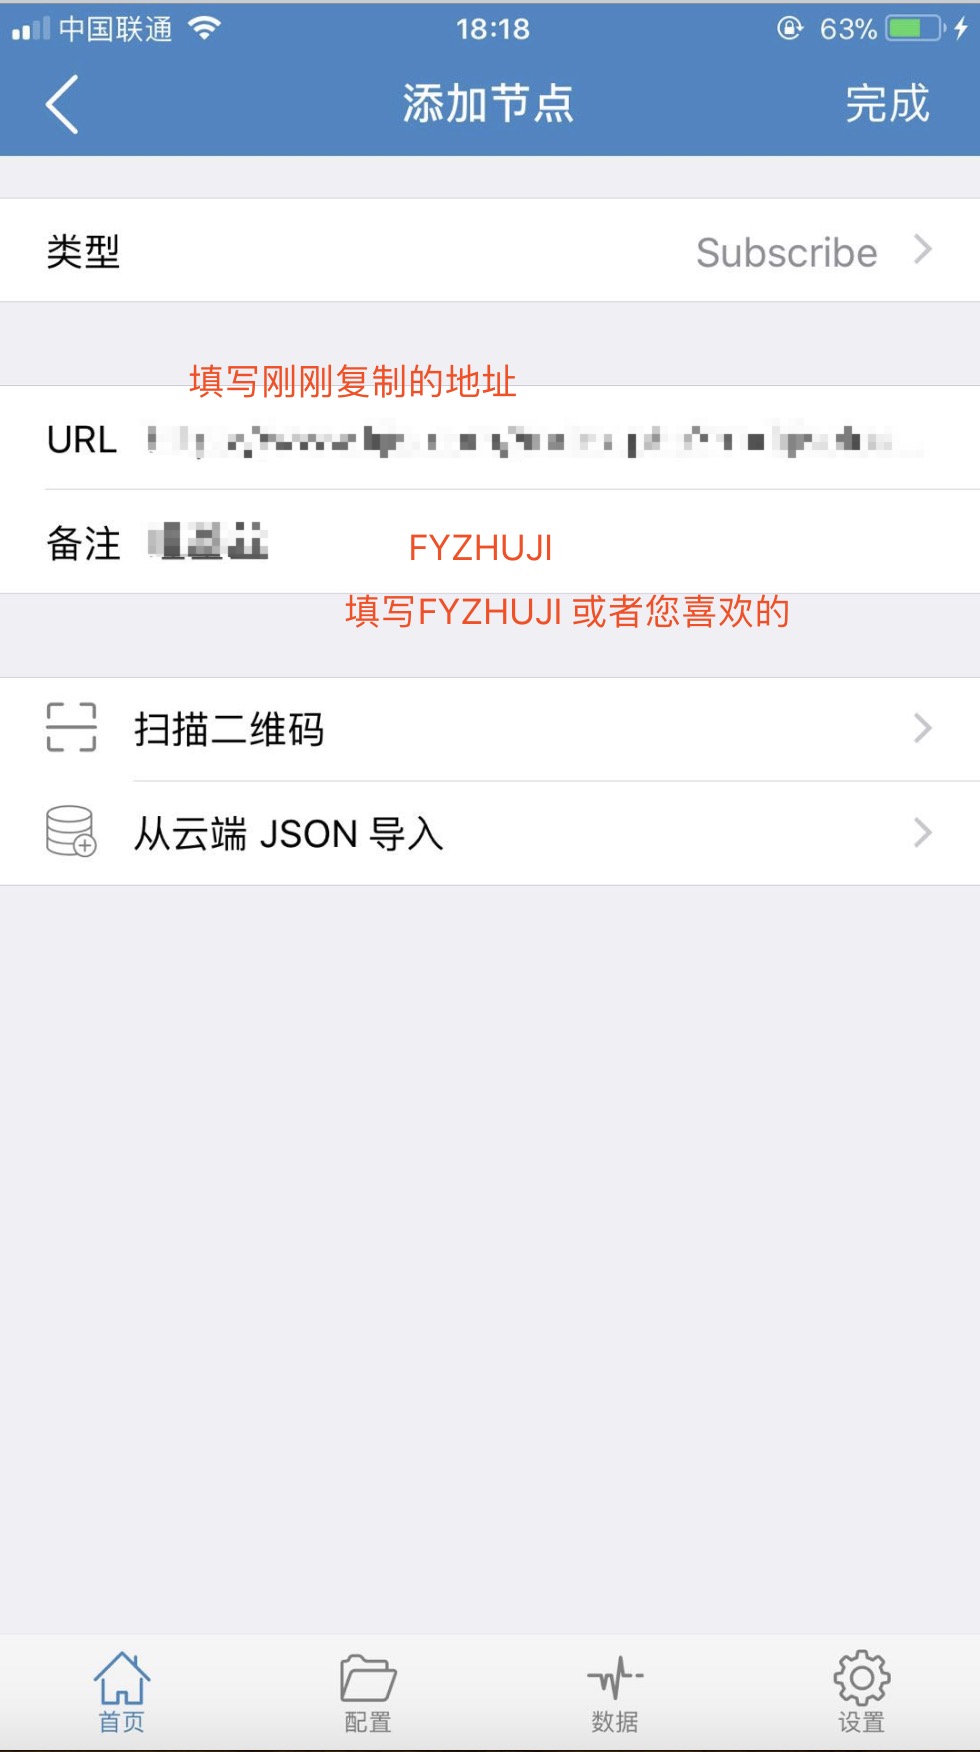 中国联通 18:18 63%
添加节点 完成
类型 Subscribe
填写刚刚复制的地址
URL
备注 FYZHUJI
填写FYZHUJI 或者您喜欢的
扫描二维码
从云端 JSON 导入
首页 配置 数据 设置